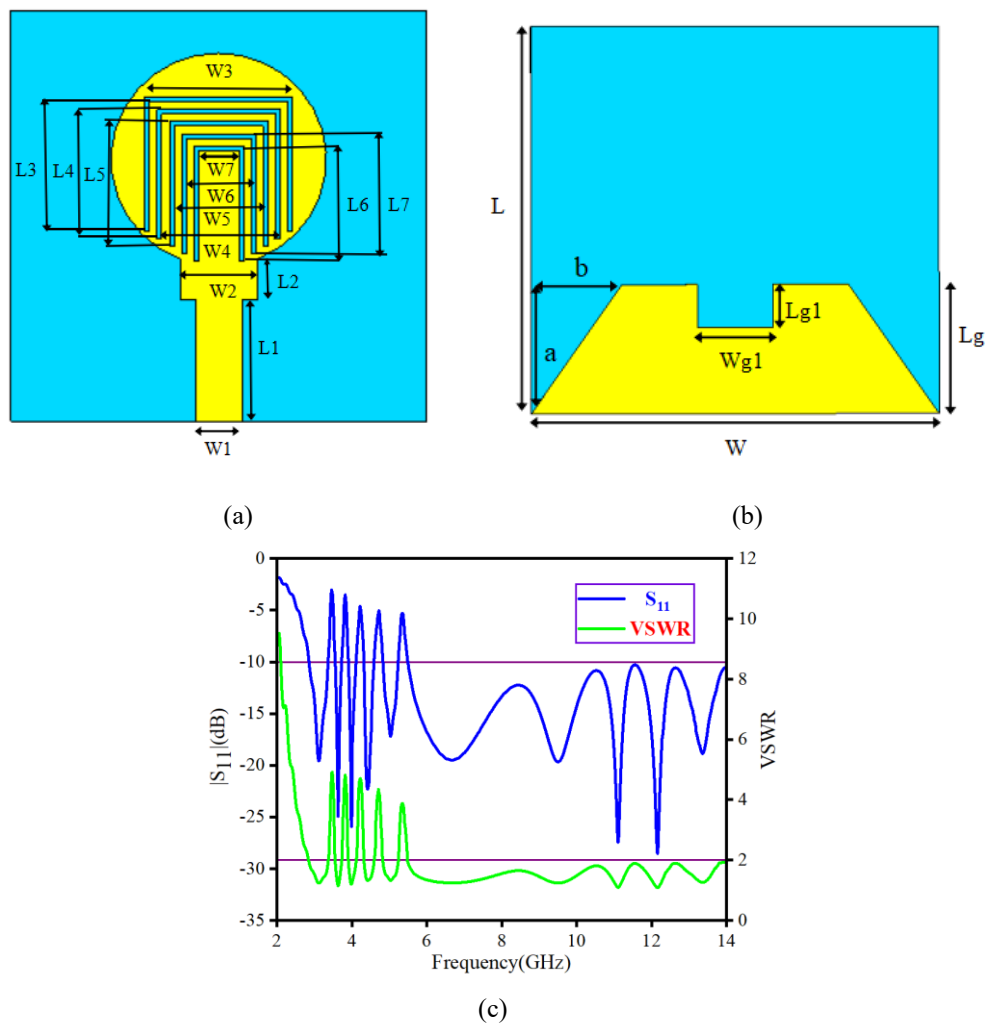 W3
L3
L4
L5
W7
W6
W5
W4
W2
L6
L7
L2
L1
W1
(a)
L
b
a
Lg1
Wg1
Lg
W
(b)
S11
VSWR
|S11|(dB)
0
-5
-10
-15
-20
-25
-30
-35
VSWR
12
10
8
6
4
2
0
2 4 6 8 10 12 14
Frequency(GHz)
(c)